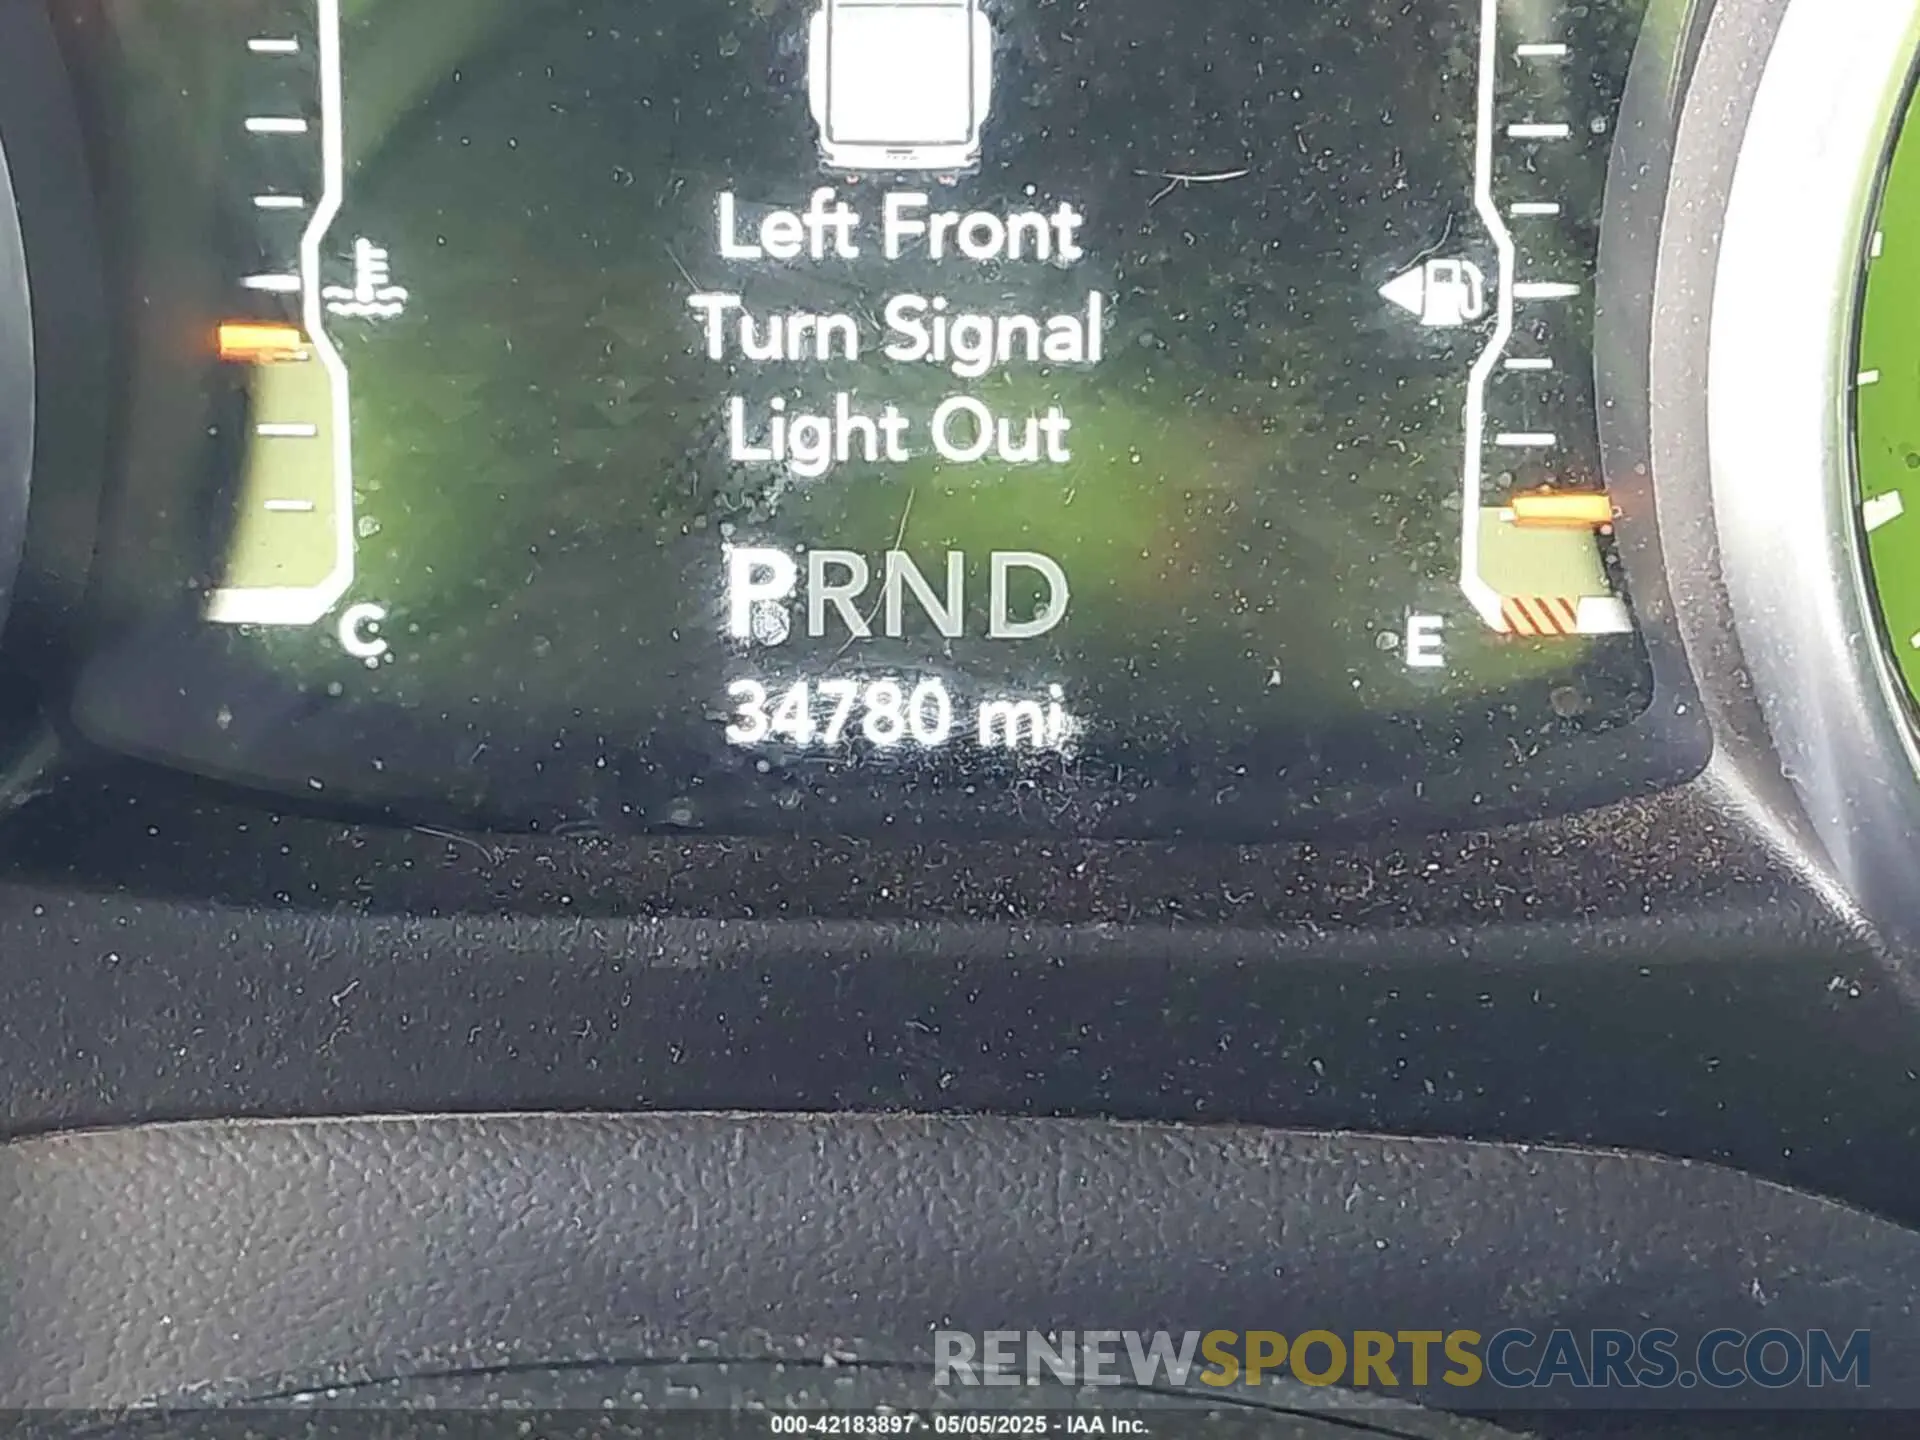 Left Front
Turn Signal
Light Out
PRND
C
E
34780 mi
RENEWSPORTSCARS.COM
000-42183897 - 05/05/2025 - IAA Inc.